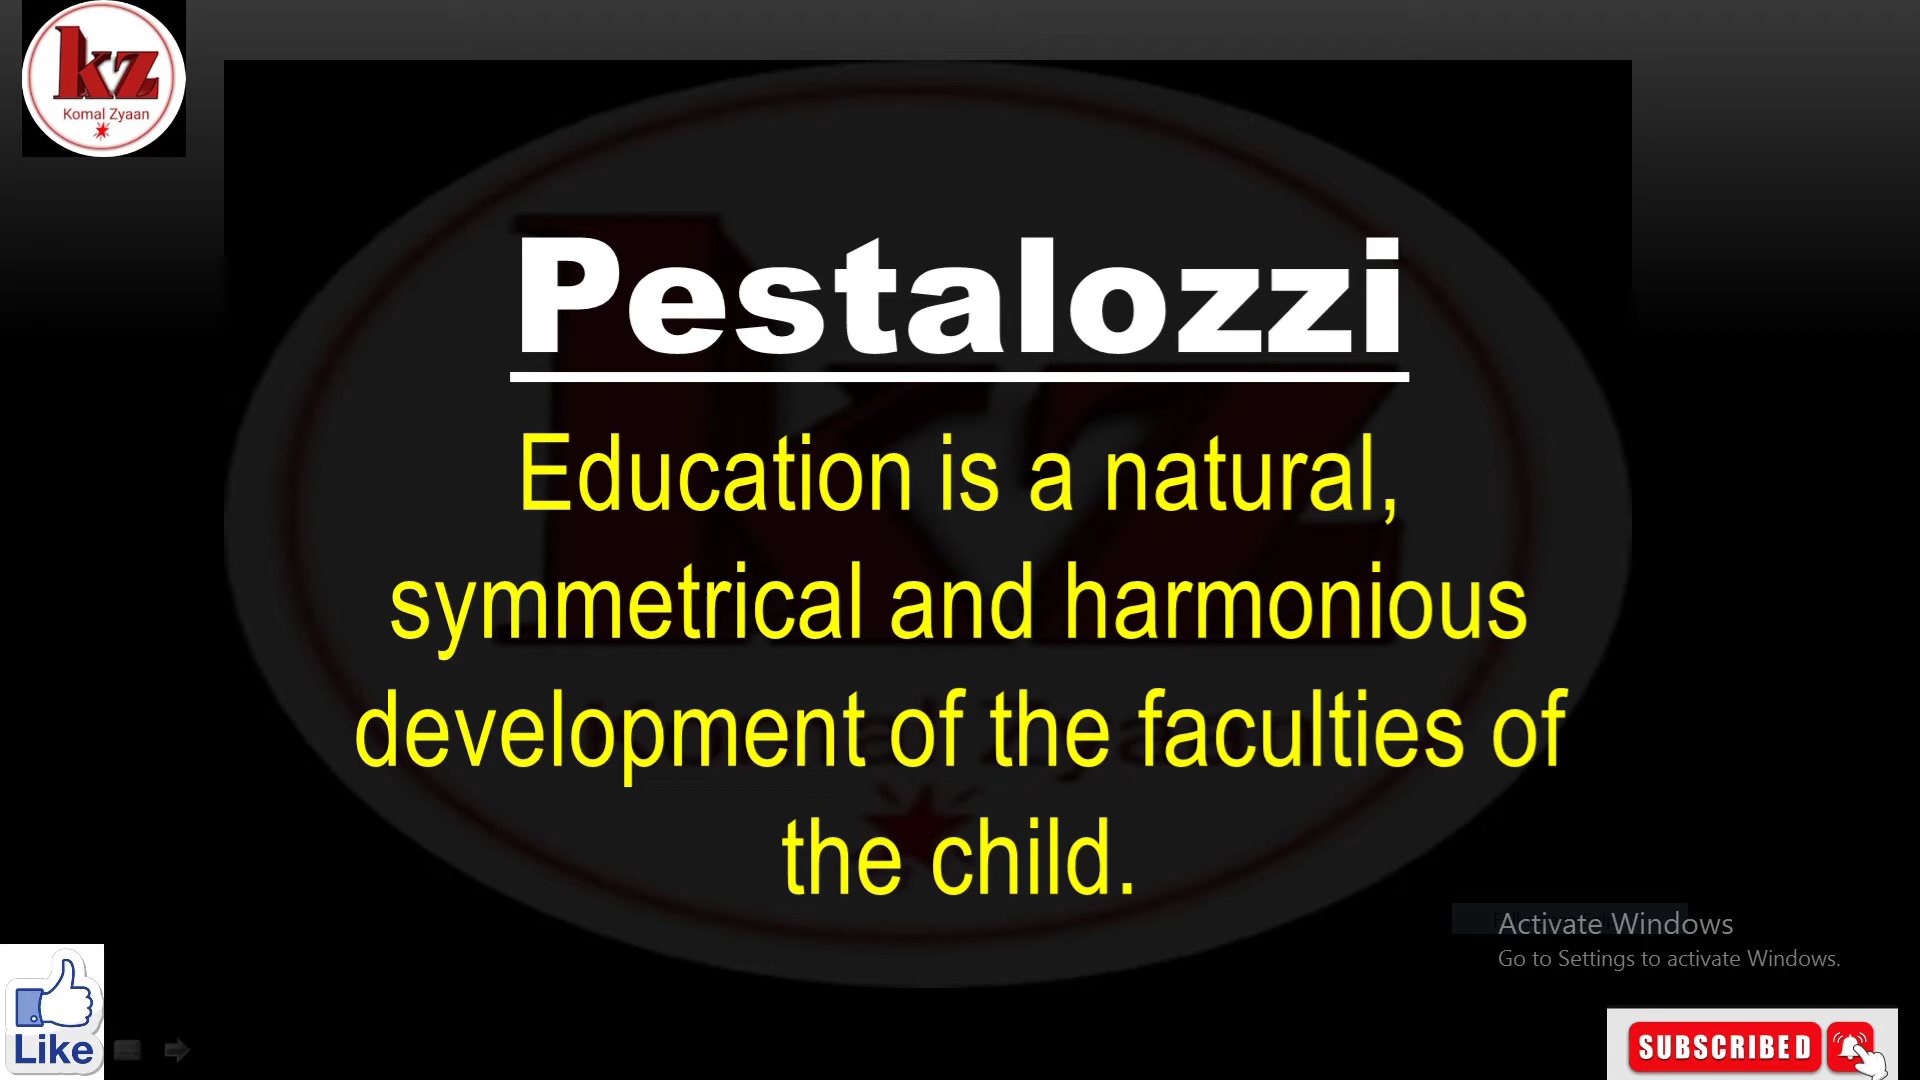 kz
Komal Zyaan
Pestalozzi
Education is a natural,
symmetrical and harmonious
development of the faculties of
the child.
Activate Windows
Go to Settings to activate Windows.
Like
SUBSCRIBED